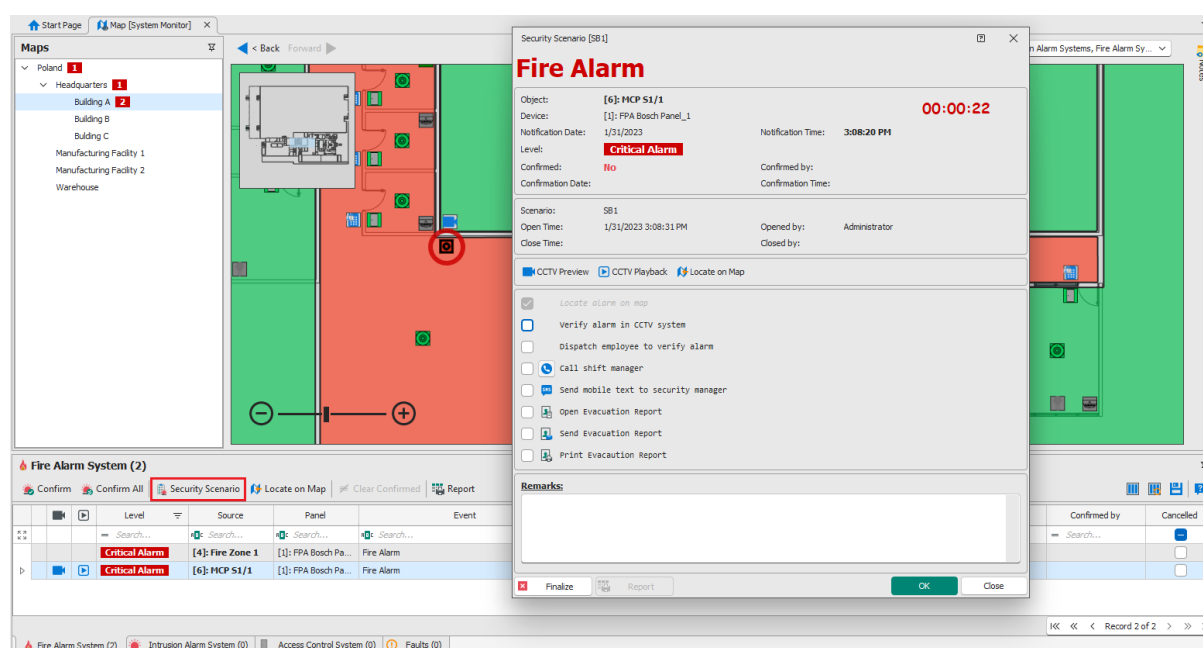 Start Page
Map [System Monitor]
Maps
< Back Forward
Poland 1
Headquarters 1
Building A 2
Building B
Building C
Manufacturing Facility 1
Manufacturing Facility 2
Warehouse
n Alarm Systems, Fire Alarm Sy...
Notes
Security Scenario [SB1]
Fire Alarm
Object: [6]: MCP S1/1
00:00:22
Device: [1]: FPA Bosch Panel_1
Notification Date: 1/31/2023 Notification Time: 3:08:20 PM
Level: Critical Alarm
Confirmed: No Confirmed by:
Confirmation Date: Confirmation Time:
Scenario: SB1
Open Time: 1/31/2023 3:08:31 PM Opened by: Administrator
Close Time: Closed by:
CCTV Preview CCTV Playback Locate on Map
Locate alarm on map
Verify alarm in CCTV system
Dispatch employee to verify alarm
Call shift manager
SMS Send mobile text to security manager
Open Evacuation Report
Send Evacuation Report
Print Evacaution Report
Remarks:
Finalize Report OK Close
Fire Alarm System (2)
Confirm Confirm All Security Scenario Locate on Map Clear Confirmed Report
Level Source Panel Event Confirmed by Cancelled
Search... Search... Search... Search... Search...
Critical Alarm [4]: Fire Zone 1 [1]: FPA Bosch Pa... Fire Alarm
Critical Alarm [6]: MCP S1/1 [1]: FPA Bosch Pa... Fire Alarm
Record 2 of 2
Fire Alarm System (2) Intrusion Alarm System (0) Access Control System (0) Faults (0)